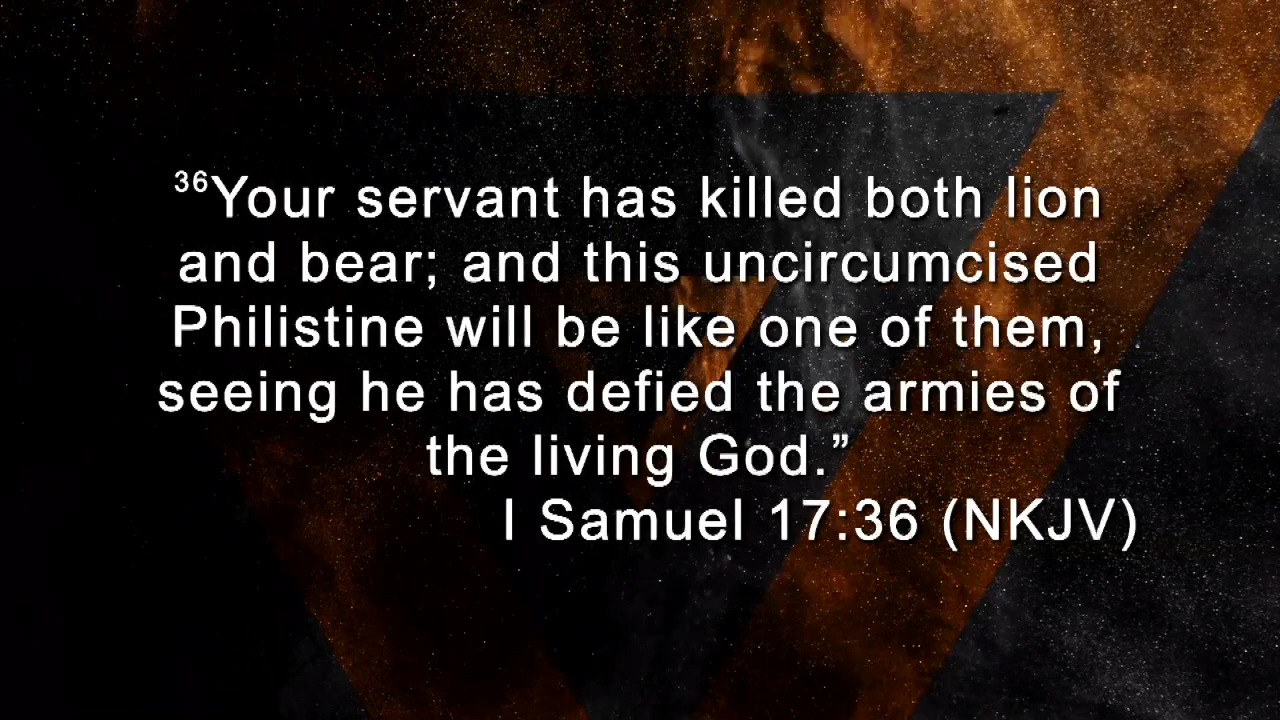 ³⁶Your servant has killed both lion
and bear; and this uncircumcised
Philistine will be like one of them,
seeing he has defied the armies of
the living God.”
I Samuel 17:36 (NKJV)